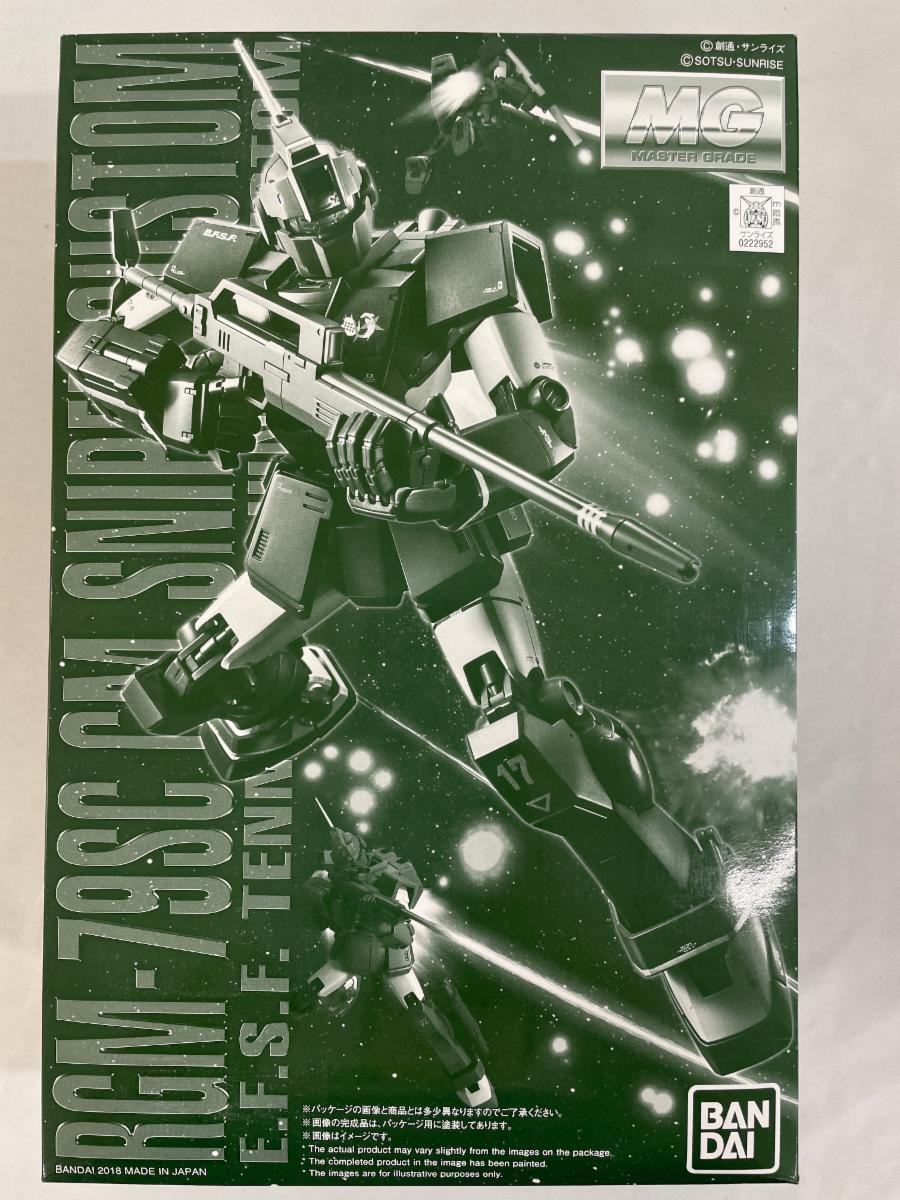 ©創通・サンライズ
©SOTSU・SUNRISE
MG
MASTER GRADE
創通
©
サンライズ
0222952
RGM-79SC GM SNIPER CUSTOM
E.F.S.F. TENN
TOM
E.F.S.F.
17
※パッケージの画像と商品とは多少異なりますのでご了承ください。
※画像の完成品は、パッケージ用に塗装してあります。
※画像はイメージです。
The actual product may vary slightly from the images on the package.
The completed product in the image has been painted.
The images are for illustrative purposes only.
BANDAI 2018 MADE IN JAPAN
BAN
DAI